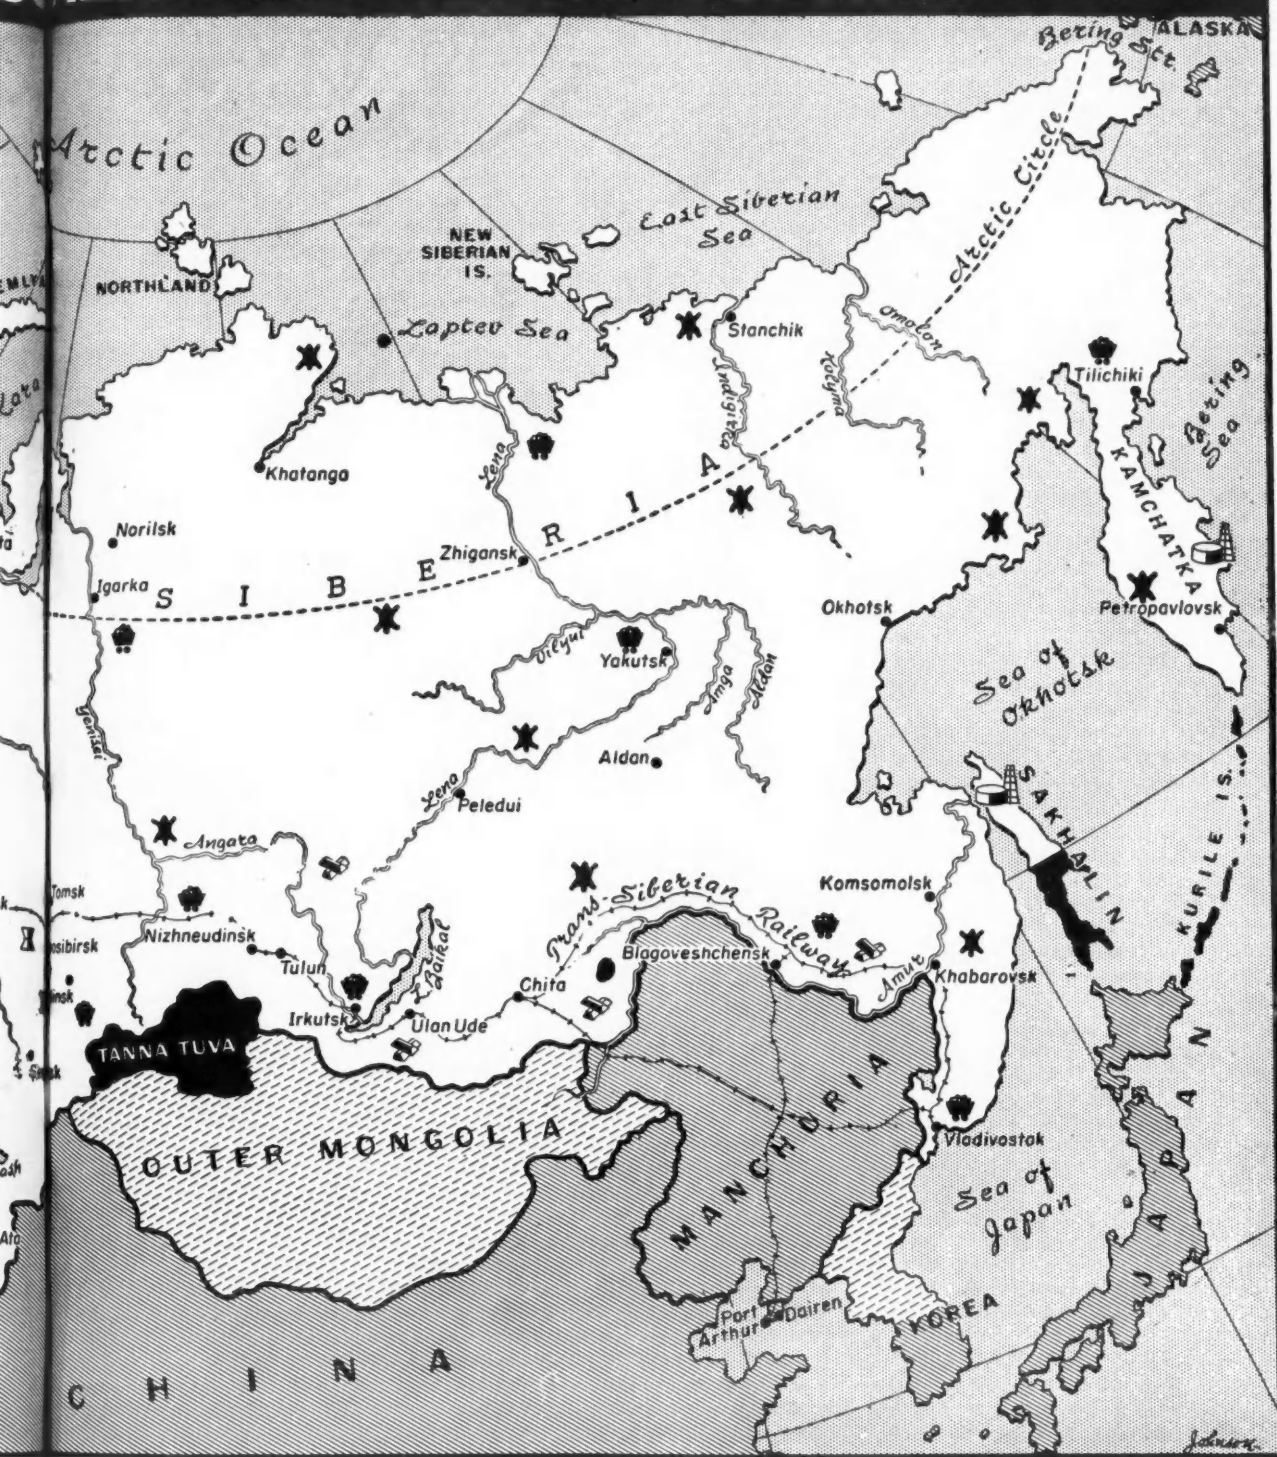 Bering Str.
ALASKA
Arctic Ocean
Arctic Circle
East Siberian
Sea
NEW
SIBERIAN
IS.
NORTHLAND
Laptev Sea
Stanchik
Omolon
Kolyma
Indigirka
Tilichiki
Bering
Sea
Lena
Khatanga
KAMCHATKA
Norilsk
Zhigansk
Igarka
SIBERIA
Okhotsk
Petropavlovsk
Vilyui
Yakutsk
Amga
Aldan
Sea of
Okhotsk
Yenisei
Aldan
Lena
Peledui
SAKHALIN
KURILE IS.
Angara
Tomsk
Trans-Siberian Railway
Komsomolsk
Nizhneudinsk
Tulun
L. Baikal
Blagoveshchensk
Amur
Khabarovsk
Chita
Irkutsk
Ulan Ude
TANNA TUVA
OUTER MONGOLIA
MANCHURIA
Vladivostok
JAPAN
Sea of
Japan
Port
Arthur
Dairen
KOREA
CHINA
Johnson